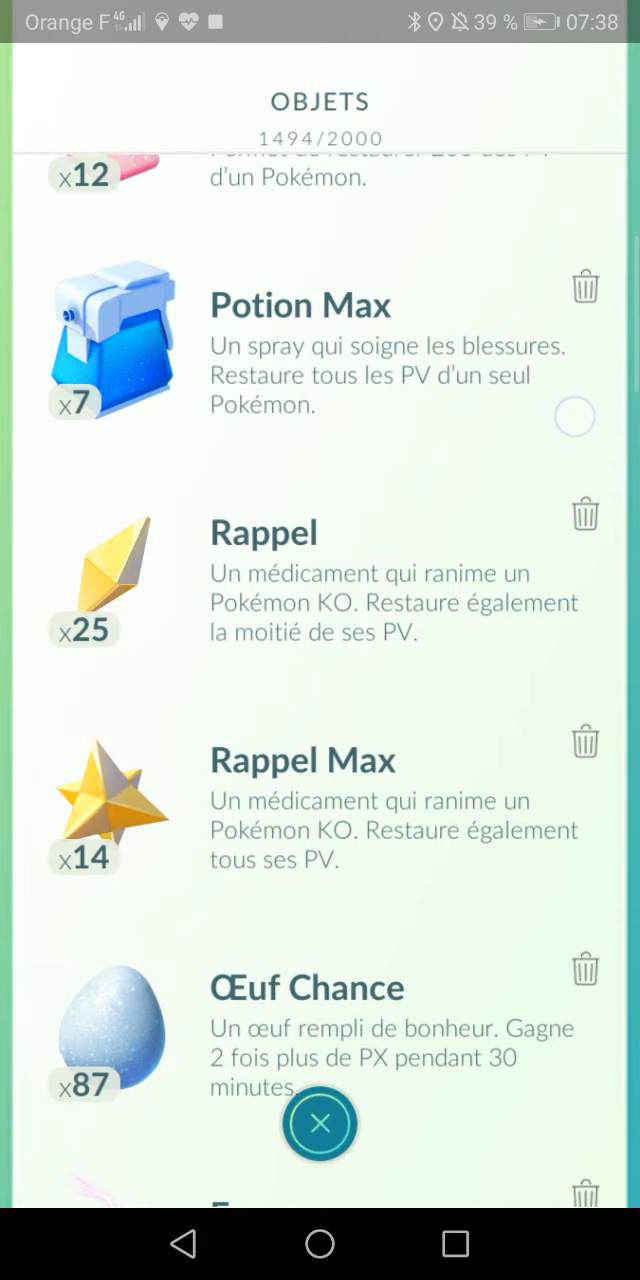 Orange F 4G 39 % 07:38
OBJETS
1494/2000
x12
d'un Pokémon.
Potion Max
Un spray qui soigne les blessures.
Restaure tous les PV d'un seul
Pokémon.
x7
Rappel
Un médicament qui ranime un
Pokémon KO. Restaure également
la moitié de ses PV.
x25
Rappel Max
Un médicament qui ranime un
Pokémon KO. Restaure également
tous ses PV.
x14
Œuf Chance
Un œuf rempli de bonheur. Gagne
2 fois plus de PX pendant 30
minutes.
x87